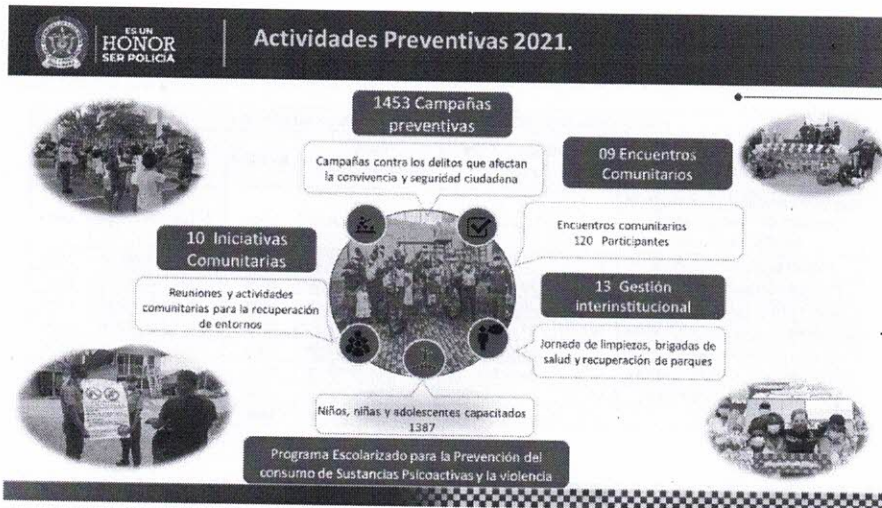 ES UN
HONOR
SER POLICÍA
Actividades Preventivas 2021.
1453 Campañas
preventivas
Campañas contra los delitos que afectan
la convivencia y seguridad ciudadana
09 Encuentros
Comunitarios
Encuentros comunitarios
120 Participantes
10 Iniciativas
Comunitarias
Reuniones y actividades
comunitarias para la recuperación
de entornos
13 Gestión
interinstitucional
Jornada de limpiezas, brigadas de
salud y recuperación de parques
Niños, niñas y adolescentes capacitados
1387
Programa Escolarizado para la Prevención del
consumo de Sustancias Psicoactivas y la violencia